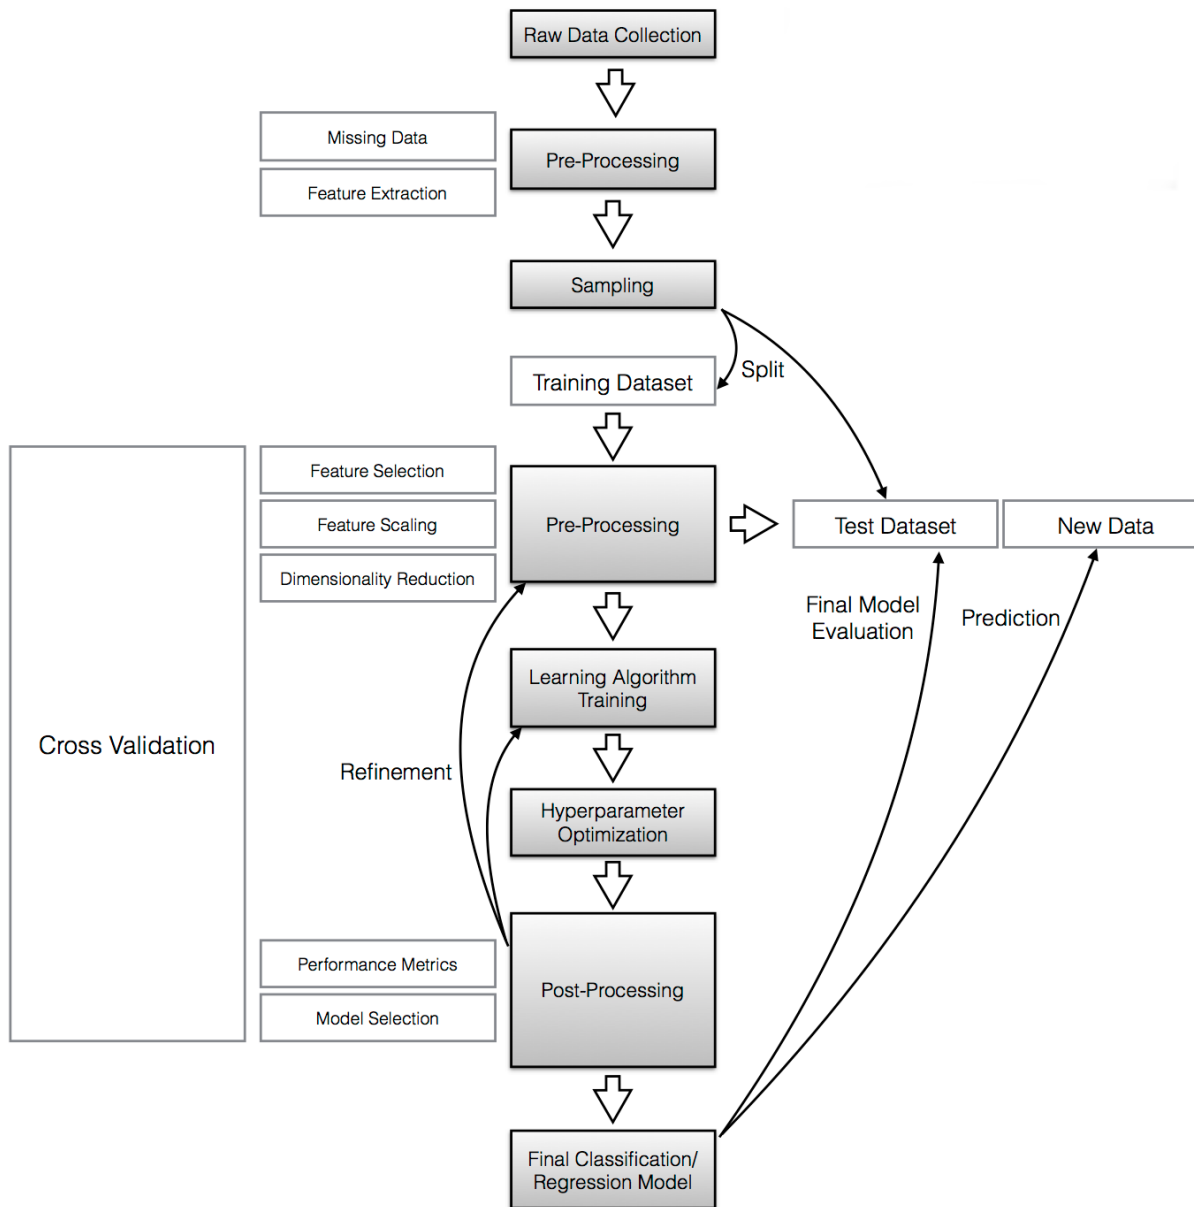 Raw Data Collection
Missing Data
Pre-Processing
Feature Extraction
Sampling
Split
Training Dataset
Feature Selection
Feature Scaling
Pre-Processing
Test Dataset
New Data
Dimensionality Reduction
Final Model
Evaluation
Prediction
Learning Algorithm
Training
Cross Validation
Refinement
Hyperparameter
Optimization
Performance Metrics
Post-Processing
Model Selection
Final Classification/
Regression Model